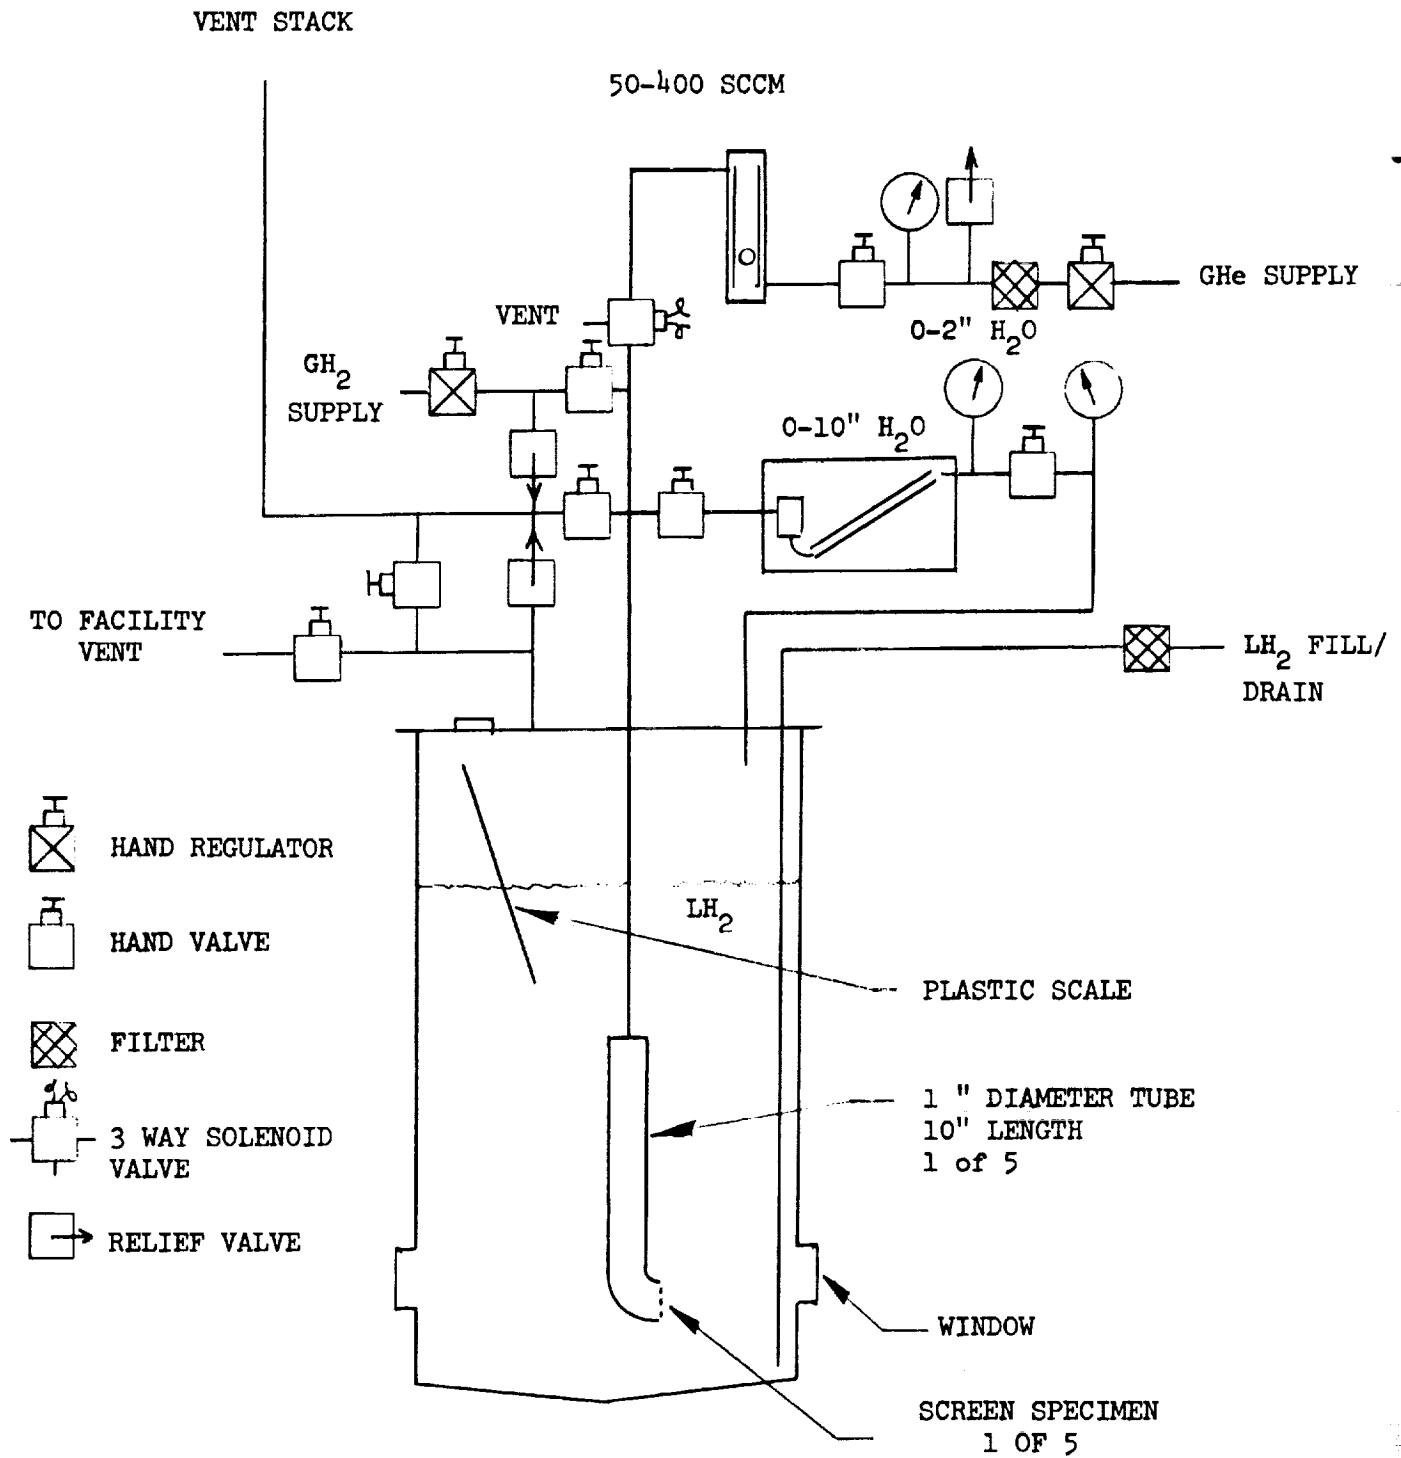 VENT STACK
50-400 SCCM
GHe SUPPLY
0-2" H2O
VENT
GH2
SUPPLY
0-10" H2O
TO FACILITY
VENT
LH2 FILL/
DRAIN
HAND REGULATOR
LH2
HAND VALVE
PLASTIC SCALE
FILTER
1 " DIAMETER TUBE
10" LENGTH
1 of 5
3 WAY SOLENOID
VALVE
RELIEF VALVE
WINDOW
SCREEN SPECIMEN
1 OF 5